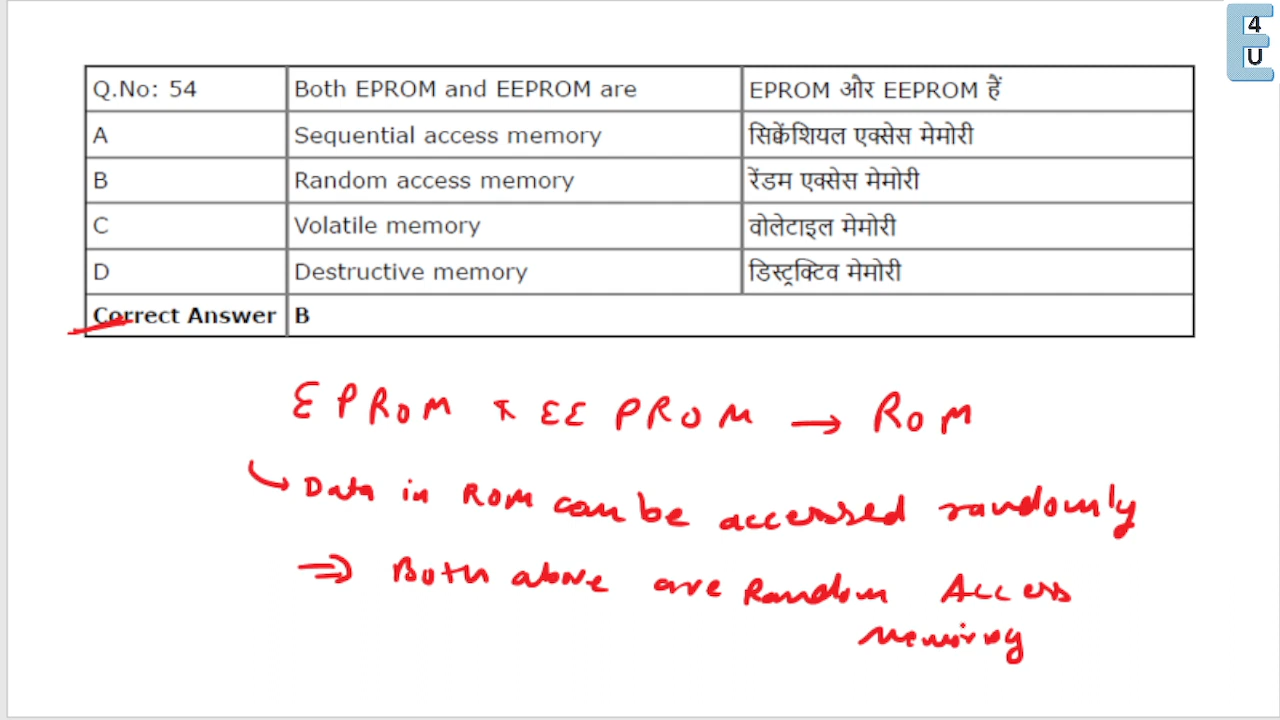 4
U
Q.No: 54 Both EPROM and EEPROM are EPROM और EEPROM हैं
A Sequential access memory सिक्वेंशियल एक्सेस मेमोरी
B Random access memory रेंडम एक्सेस मेमोरी
C Volatile memory वोलेटाइल मेमोरी
D Destructive memory डिस्ट्रक्टिव मेमोरी
Correct Answer B
EPROM & EEPROM → ROM
Data in ROM can be accessed randomly
⇒ Both above are Random Access
Memory